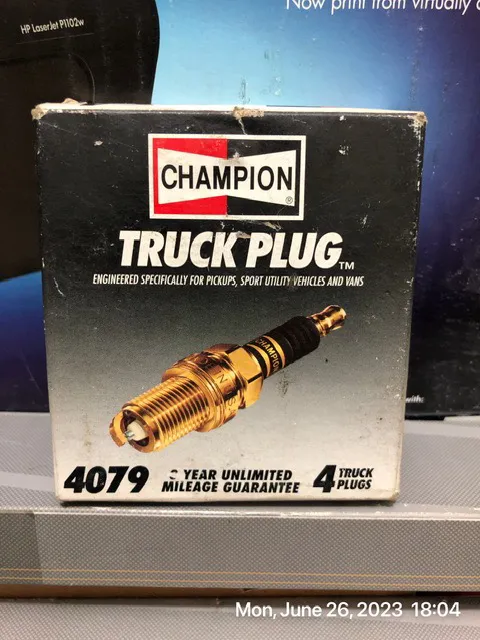 Now print from virtually
HP LaserJet P1102w
CHAMPION
®
TRUCK PLUG™
ENGINEERED SPECIFICALLY FOR PICKUPS, SPORT UTILITY VEHICLES AND VANS
CHAMPION
4079
YEAR UNLIMITED
MILEAGE GUARANTEE
4 TRUCK
PLUGS
with:
Mon, June 26, 2023 18:04